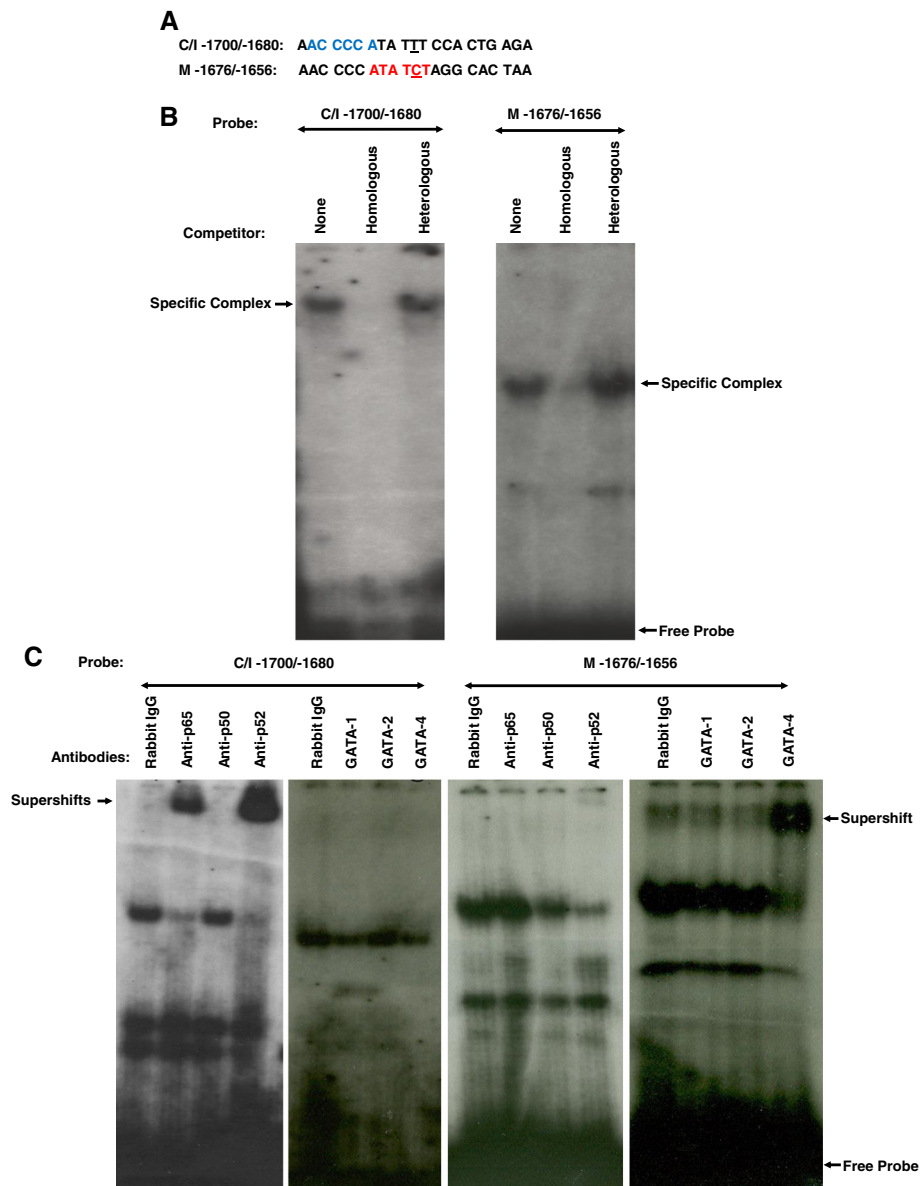 A
C/I -1700/-1680: AAC CCC ATA TTT CCA CTG AGA
M -1676/-1656: AAC CCC ATA TCTAGG CAC TAA
B
Probe: C/I -1700/-1680 M -1676/-1656
Competitor: None Homologous Heterologous None Homologous Heterologous
Specific Complex
Specific Complex
Free Probe
C
Probe: C/I -1700/-1680 M -1676/-1656
Antibodies: Rabbit IgG Anti-p65 Anti-p50 Anti-p52 Rabbit IgG GATA-1 GATA-2 GATA-4 Rabbit IgG Anti-p65 Anti-p50 Anti-p52 Rabbit IgG GATA-1 GATA-2 GATA-4
Supershifts
Supershift
Free Probe